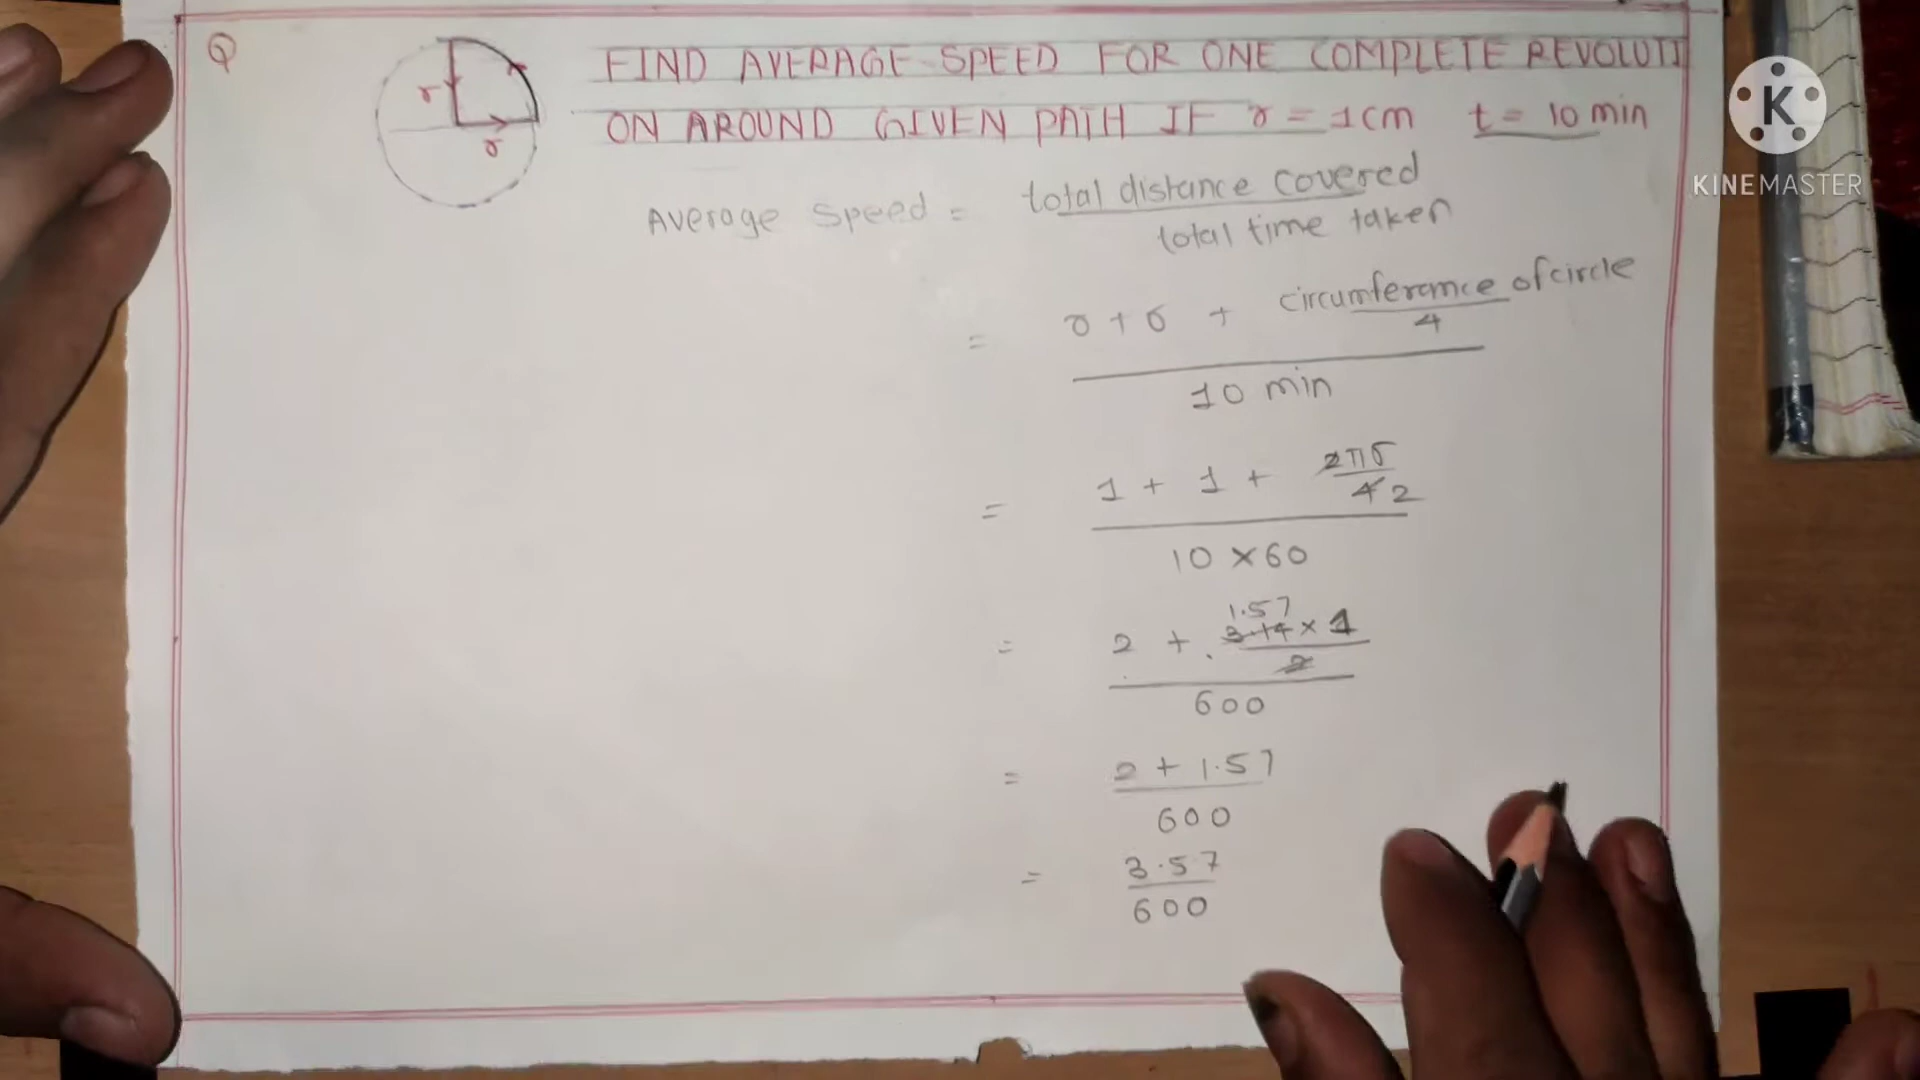 Q
FIND AVERAGE SPEED FOR ONE COMPLETE REVOLUTI
ON AROUND GIVEN PATH IF r = 1cm t = 10 min
r
r
K
KINEMASTER
Average speed = total distance covered
total time taken
= r + r + circumference of circle
4
10 min
= 1 + 1 + 2πr
4 2
10 × 60
1.57
= 2 + 3.14 × 1
2
600
= 2 + 1.57
600
= 3.57
600